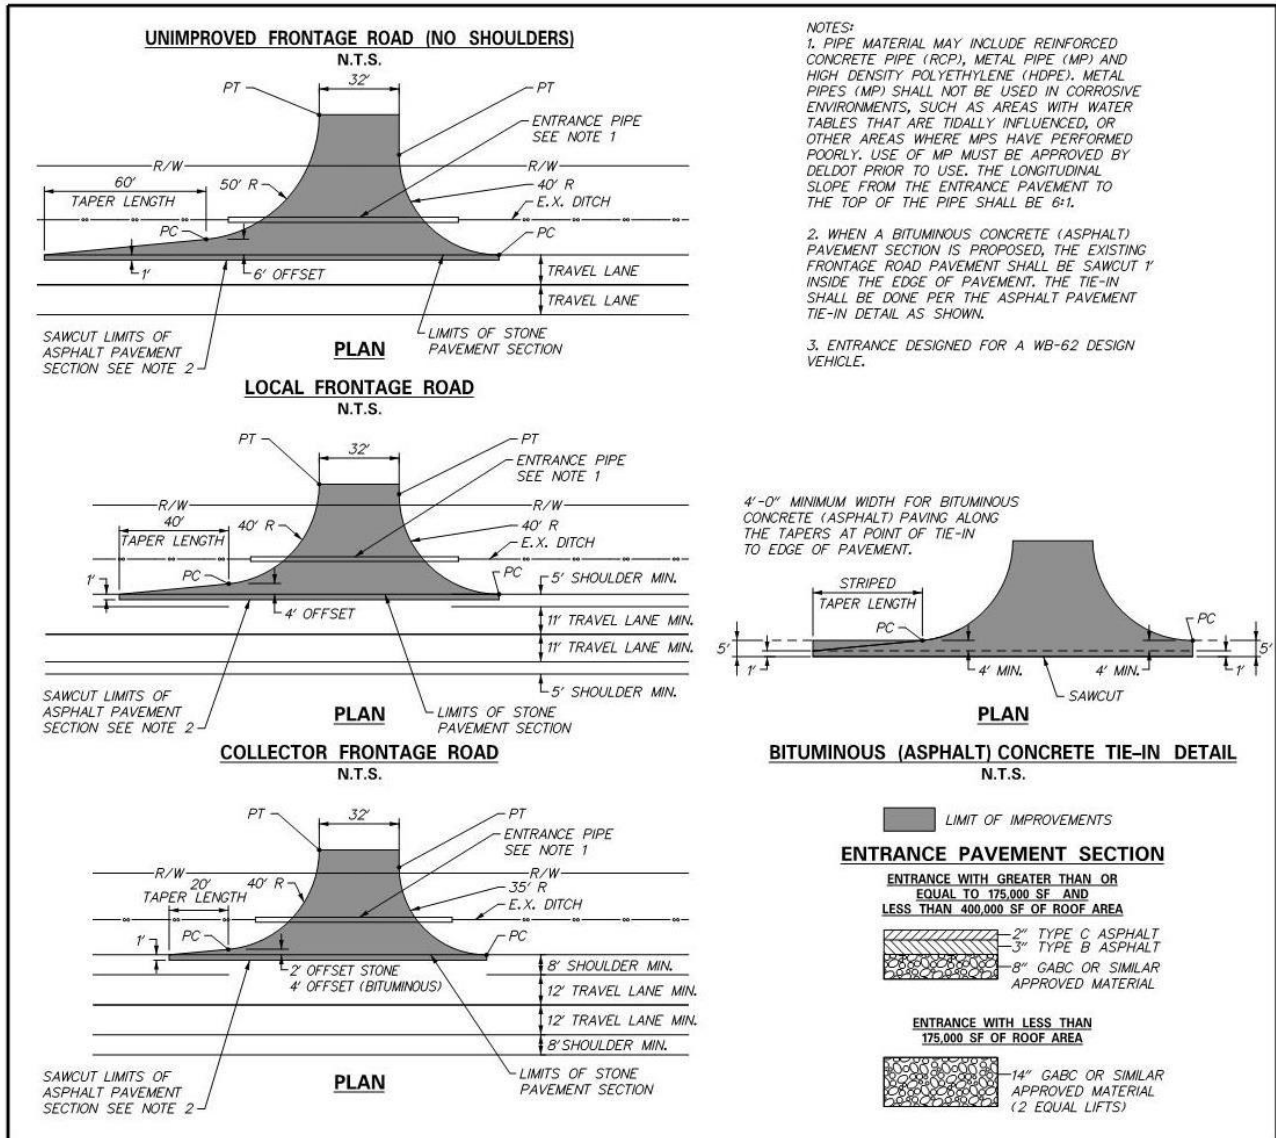 UNIMPROVED FRONTAGE ROAD (NO SHOULDERS)
N.T.S.
32'
PT
PT
ENTRANCE PIPE
SEE NOTE 1
R/W
R/W
60'
TAPER LENGTH
50' R
40' R
E.X. DITCH
PC
PC
1'
6' OFFSET
TRAVEL LANE
TRAVEL LANE
SAWCUT LIMITS OF
ASPHALT PAVEMENT
SECTION SEE NOTE 2
PLAN
LIMITS OF STONE
PAVEMENT SECTION
LOCAL FRONTAGE ROAD
N.T.S.
PT
32'
PT
ENTRANCE PIPE
SEE NOTE 1
R/W
R/W
40'
TAPER LENGTH
40' R
40' R
E.X. DITCH
PC
PC
1'
4' OFFSET
5' SHOULDER MIN.
11' TRAVEL LANE MIN.
11' TRAVEL LANE MIN.
5' SHOULDER MIN.
SAWCUT LIMITS OF
ASPHALT PAVEMENT
SECTION SEE NOTE 2
PLAN
LIMITS OF STONE
PAVEMENT SECTION
COLLECTOR FRONTAGE ROAD
N.T.S.
PT
32'
PT
ENTRANCE PIPE
SEE NOTE 1
R/W
R/W
20'
TAPER LENGTH
40' R
35' R
E.X. DITCH
PC
PC
1'
2' OFFSET STONE
4' OFFSET (BITUMINOUS)
8' SHOULDER MIN.
12' TRAVEL LANE MIN.
12' TRAVEL LANE MIN.
8' SHOULDER MIN.
SAWCUT LIMITS OF
ASPHALT PAVEMENT
SECTION SEE NOTE 2
PLAN
LIMITS OF STONE
PAVEMENT SECTION
NOTES:
1. PIPE MATERIAL MAY INCLUDE REINFORCED
CONCRETE PIPE (RCP), METAL PIPE (MP) AND
HIGH DENSITY POLYETHYLENE (HDPE). METAL
PIPES (MP) SHALL NOT BE USED IN CORROSIVE
ENVIRONMENTS, SUCH AS AREAS WITH WATER
TABLES THAT ARE TIDALLY INFLUENCED, OR
OTHER AREAS WHERE MPS HAVE PERFORMED
POORLY. USE OF MP MUST BE APPROVED BY
DELDOT PRIOR TO USE. THE LONGITUDINAL
SLOPE FROM THE ENTRANCE PAVEMENT TO
THE TOP OF THE PIPE SHALL BE 6:1.
2. WHEN A BITUMINOUS CONCRETE (ASPHALT)
PAVEMENT SECTION IS PROPOSED, THE EXISTING
FRONTAGE ROAD PAVEMENT SHALL BE SAWCUT 1'
INSIDE THE EDGE OF PAVEMENT. THE TIE-IN
SHALL BE DONE PER THE ASPHALT PAVEMENT
TIE-IN DETAIL AS SHOWN.
3. ENTRANCE DESIGNED FOR A WB-62 DESIGN
VEHICLE.
4'-0" MINIMUM WIDTH FOR BITUMINOUS
CONCRETE (ASPHALT) PAVING ALONG
THE TAPERS AT POINT OF TIE-IN
TO EDGE OF PAVEMENT.
STRIPED
TAPER LENGTH
PC
PC
5'
1'
4' MIN.
4' MIN.
1'
5'
SAWCUT
PLAN
BITUMINOUS (ASPHALT) CONCRETE TIE-IN DETAIL
N.T.S.
LIMIT OF IMPROVEMENTS
ENTRANCE PAVEMENT SECTION
ENTRANCE WITH GREATER THAN OR
EQUAL TO 175,000 SF AND
LESS THAN 400,000 SF OF ROOF AREA
2" TYPE C ASPHALT
3" TYPE B ASPHALT
8" GABC OR SIMILAR
APPROVED MATERIAL
ENTRANCE WITH LESS THAN
175,000 SF OF ROOF AREA
14" GABC OR SIMILAR
APPROVED MATERIAL
(2 EQUAL LIFTS)